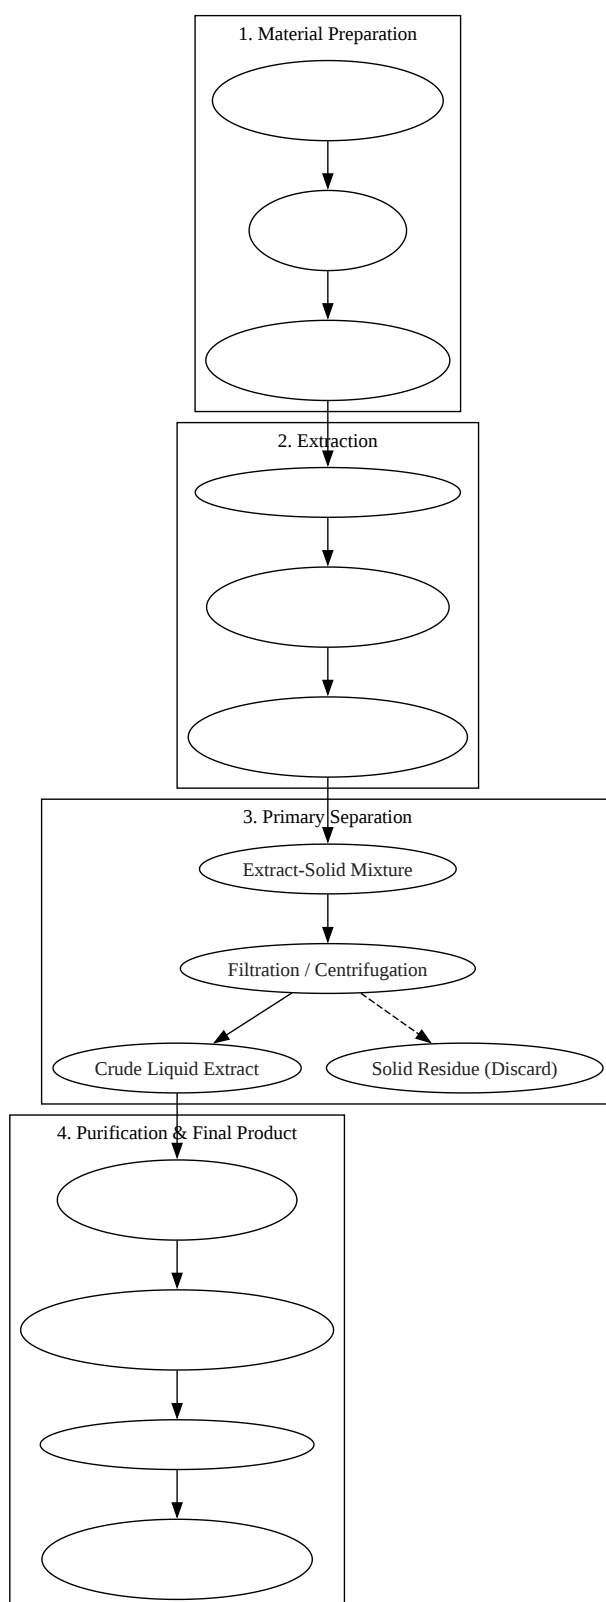 1. Material Preparation
2. Extraction
3. Primary Separation
Extract-Solid Mixture
Filtration / Centrifugation
Crude Liquid Extract
Solid Residue (Discard)
4. Purification & Final Product